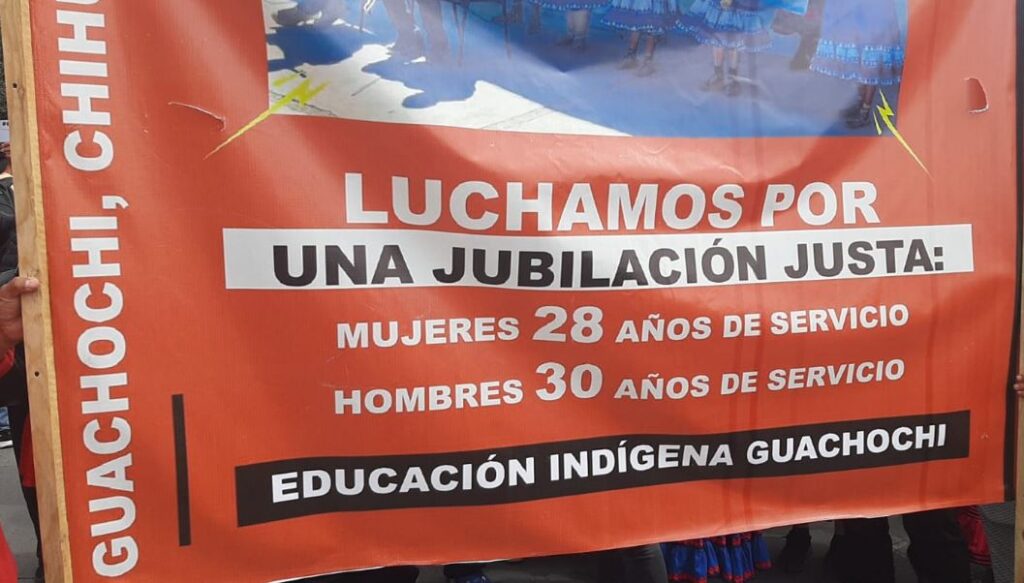 GUACHOCHI, CHIHU
LUCHAMOS POR
UNA JUBILACIÓN JUSTA:
MUJERES 28 AÑOS DE SERVICIO
HOMBRES 30 AÑOS DE SERVICIO
EDUCACIÓN INDÍGENA GUACHOCHI